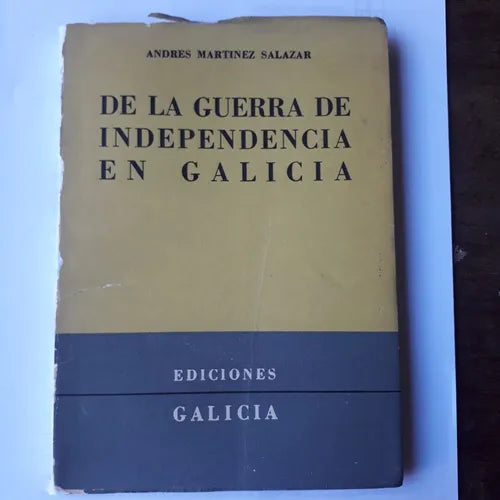 ANDRES MARTINEZ SALAZAR
DE LA GUERRA DE
INDEPENDENCIA
EN GALICIA
EDICIONES
GALICIA